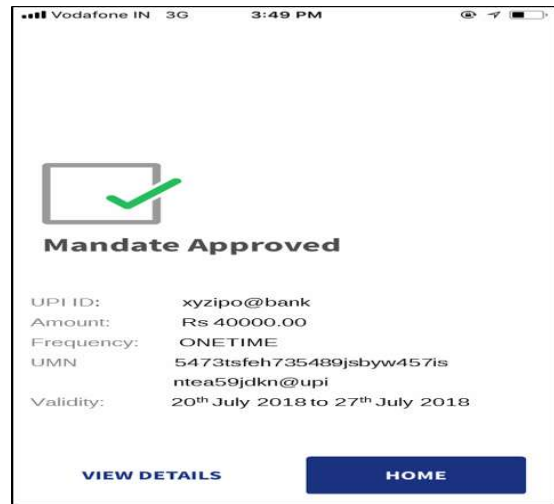 Vodafone IN 3G 3:49 PM
Mandate Approved
UPI ID: xyzipo@bank
Amount: Rs 40000.00
Frequency: ONETIME
UMN 5473tsfeh735489jsbyw457is
ntea59jdkn@upi
Validity: 20th July 2018 to 27th July 2018
VIEW DETAILS HOME